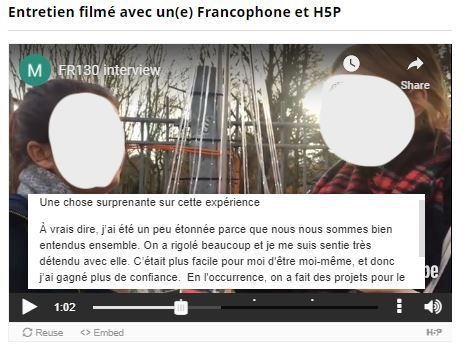 Entretien filmé avec un(e) Francophone et H5P
M
FR130 interview
Share
Une chose surprenante sur cette expérience
À vrais dire, j'ai été un peu étonnée parce que nous nous sommes bien
entendus ensemble. On a rigolé beaucoup et je me suis sentie très
détendu avec elle. C'était plus facile pour moi d'être moi-même, et donc
j'ai gagné plus de confiance. En l'occurrence, on a fait des projets pour le
1:02
Reuse <> Embed
H5P